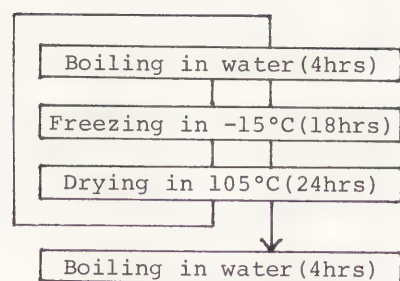 Boiling in water(4hrs)
Freezing in -15°C(18hrs)
Drying in 105°C(24hrs)
Boiling in water(4hrs)